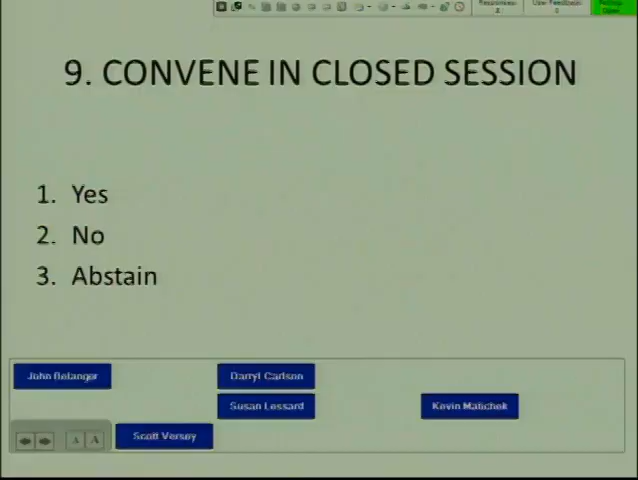 9. CONVENE IN CLOSED SESSION
1. Yes
2. No
3. Abstain
John Belanger
Darryl Carlson
Susan Lessard
Kevin Matichek
Scott Versey
A A